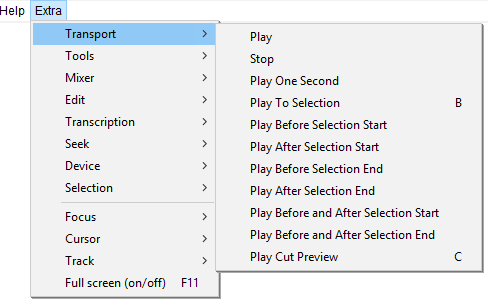 Help Extra
Transport
Tools
Mixer
Edit
Transcription
Seek
Device
Selection
Focus
Cursor
Track
Full screen (on/off) F11
Play
Stop
Play One Second
Play To Selection B
Play Before Selection Start
Play After Selection Start
Play Before Selection End
Play After Selection End
Play Before and After Selection Start
Play Before and After Selection End
Play Cut Preview C